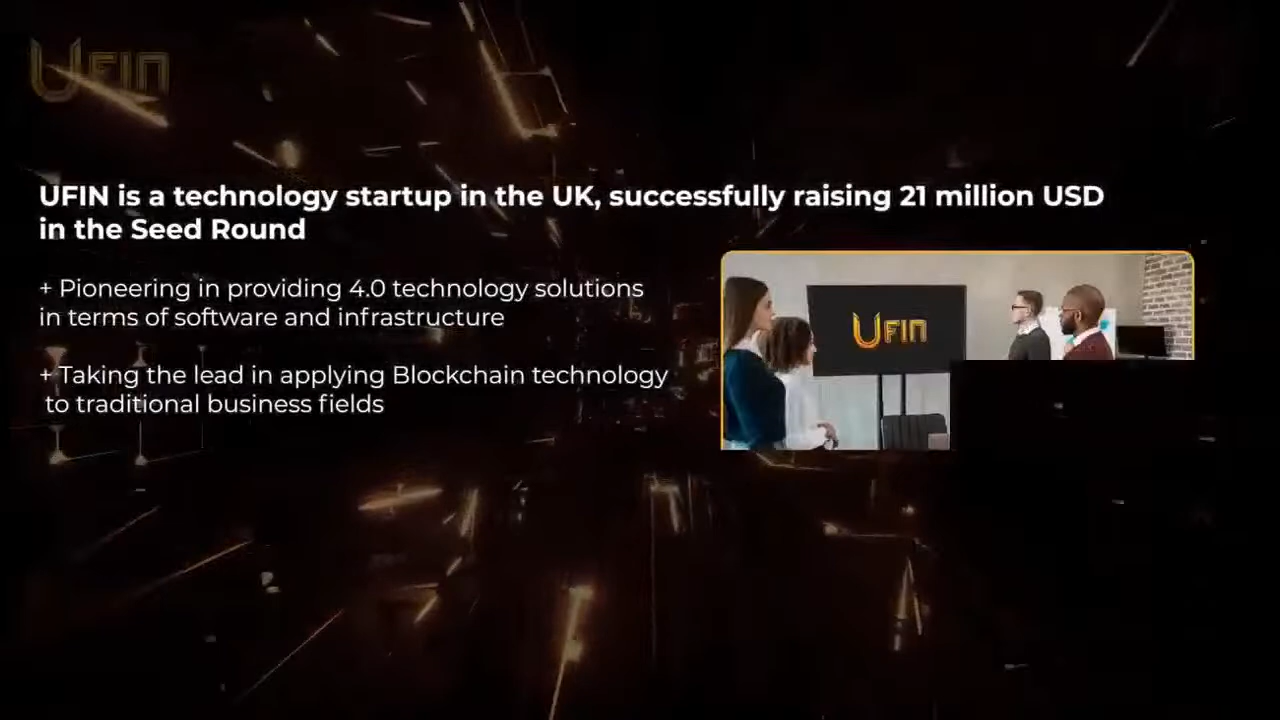 UFIN
UFIN is a technology startup in the UK, successfully raising 21 million USD
in the Seed Round
+ Pioneering in providing 4.0 technology solutions
in terms of software and infrastructure
+ Taking the lead in applying Blockchain technology
to traditional business fields
UFIN